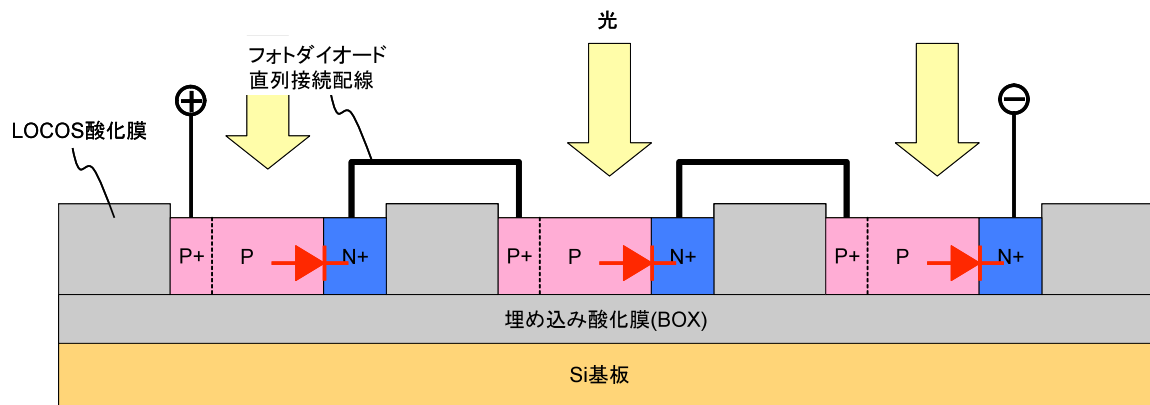 光
フォトダイオード
直列接続配線
LOCOS酸化膜
P+ P N+ P+ P N+ P+ P N+
埋め込み酸化膜(BOX)
Si基板